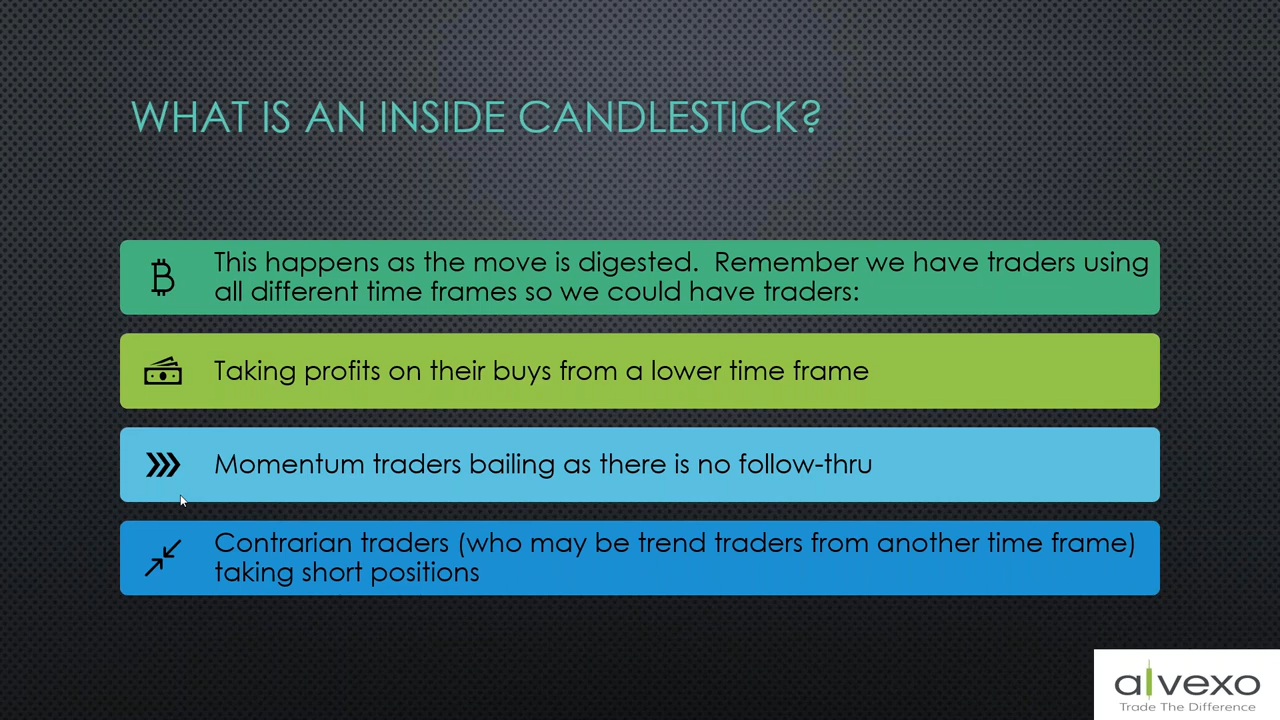 WHAT IS AN INSIDE CANDLESTICK?
This happens as the move is digested.  Remember we have traders using
all different time frames so we could have traders:
Taking profits on their buys from a lower time frame
Momentum traders bailing as there is no follow-thru
Contrarian traders (who may be trend traders from another time frame)
taking short positions
alvexo
Trade The Difference